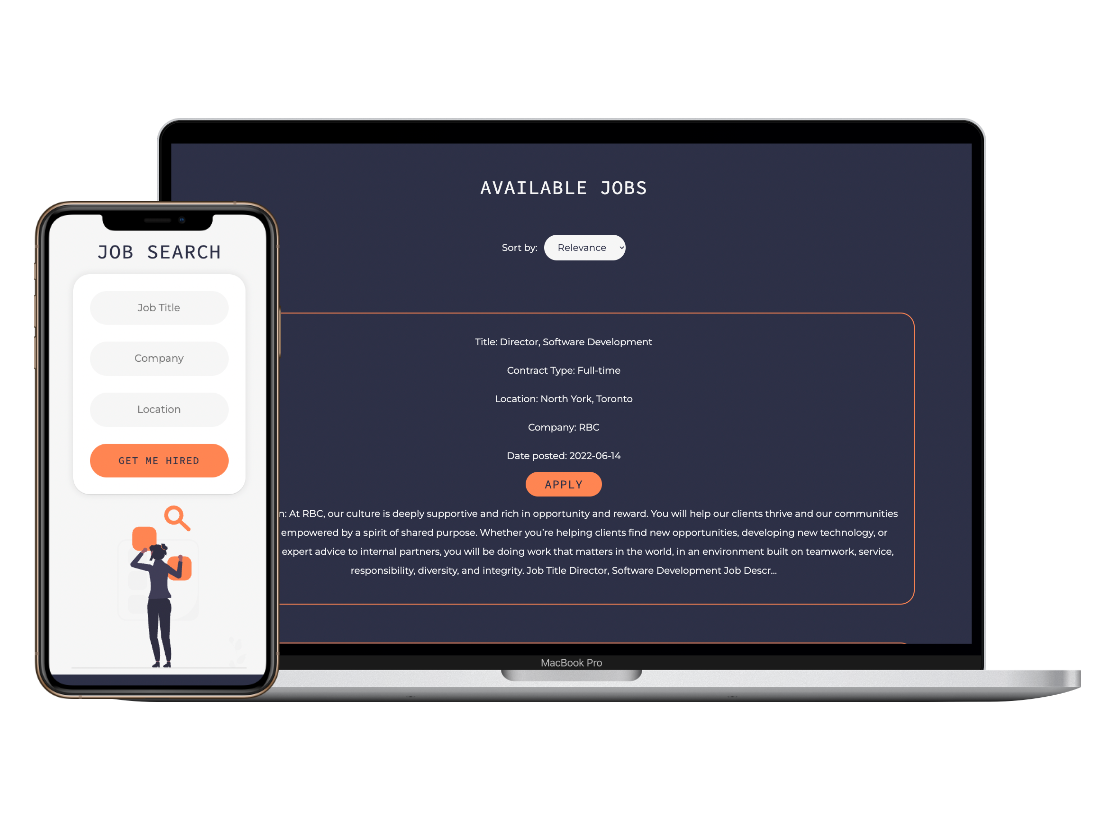 AVAILABLE JOBS
Sort by: Relevance
Title: Director, Software Development
Contract Type: Full-time
Location: North York, Toronto
Company: RBC
Date posted: 2022-06-14
APPLY
n: At RBC, our culture is deeply supportive and rich in opportunity and reward. You will help our clients thrive and our communities
empowered by a spirit of shared purpose. Whether you're helping clients find new opportunities, developing new technology, or
expert advice to internal partners, you will be doing work that matters in the world, in an environment built on teamwork, service,
responsibility, diversity, and integrity. Job Title Director, Software Development Job Descr...
MacBook Pro
JOB SEARCH
Job Title
Company
Location
GET ME HIRED